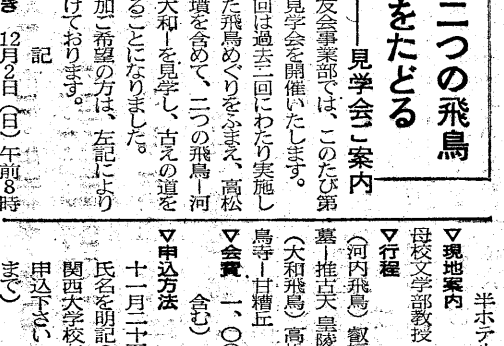 二つの飛鳥
をたどる
―見学会ご案内
友会事業部では、このたび第
見学会を開催いたします。
回は過去二回にわたり実施し
た飛鳥めぐりをふまえ、高松
墳を含めて、二つの飛鳥―河
大和―を見学し、古えの道を
ることになりました。
加ご希望の方は、左記により
けております。
記
き 12月2日(日)午前8時
半ホテ
▽現地案内
母校文学部教授
▽行程
(河内飛鳥) 叡
墓―推古天皇陵
(大和飛鳥) 高
鳥寺―甘檮丘
▽会費 一、〇
含む)
▽申込方法
十一月二十
氏名を明記
関西大学校
申込下さい
まで)